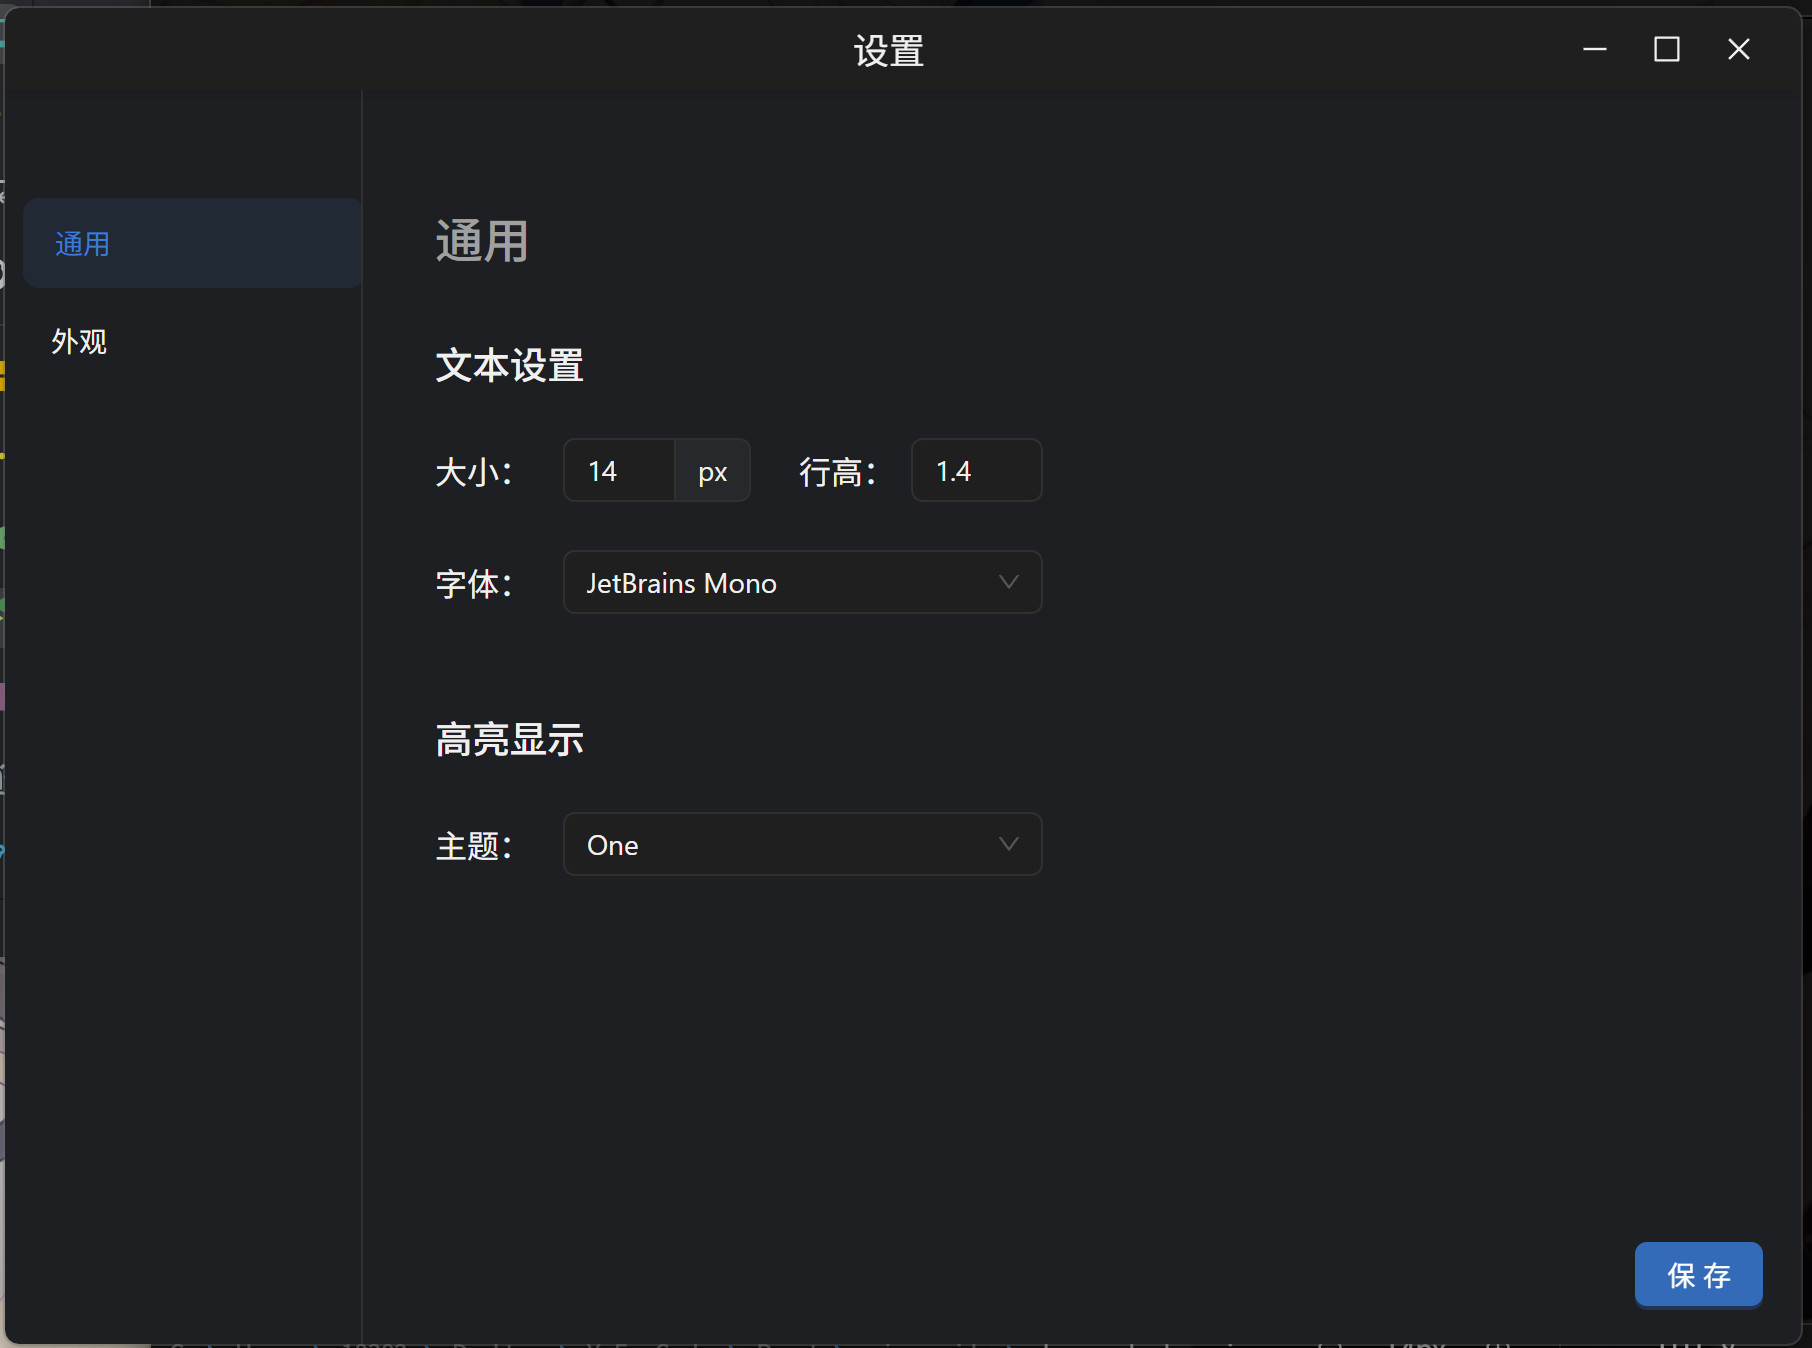 设置
通用
外观
通用
文本设置
大小： 14 px 行高： 1.4
字体： JetBrains Mono
高亮显示
主题： One
保存